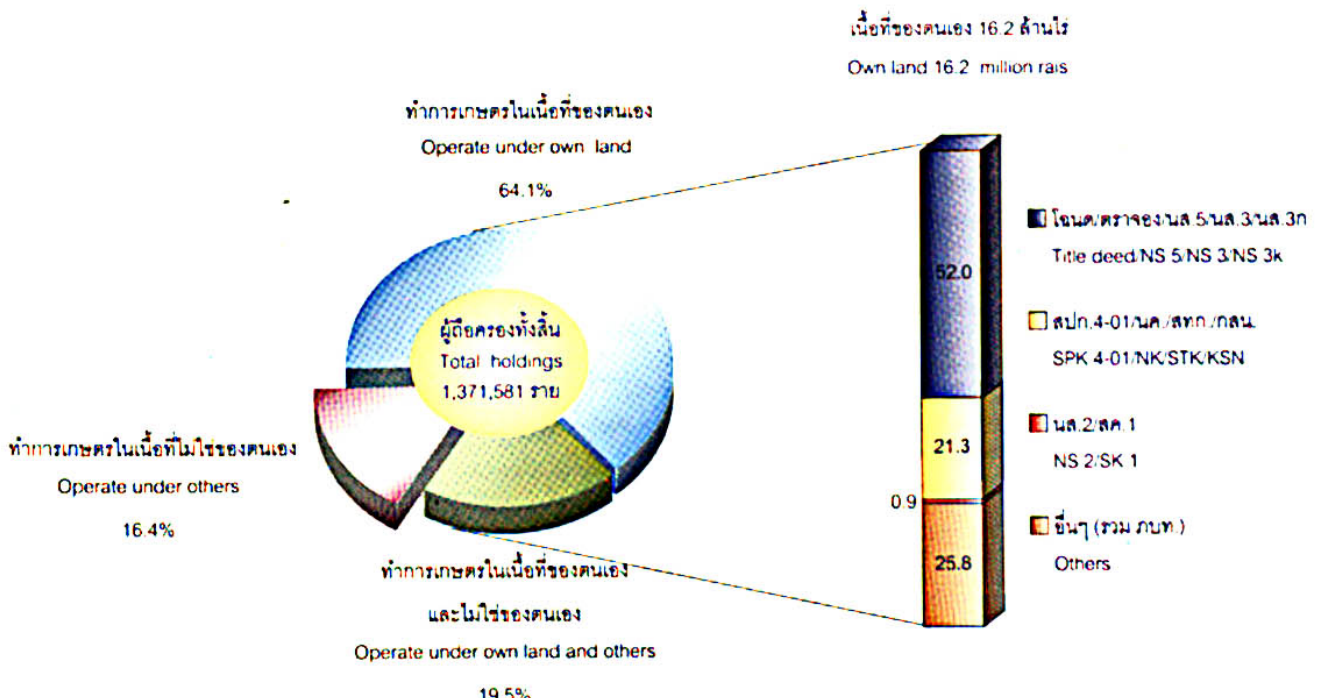 เนื้อที่ของตนเอง 16.2 ล้านไร่
Own land 16.2 million rais
ทำการเกษตรในเนื้อที่ของตนเอง
Operate under own land
64.1%
ผู้ถือครองทั้งสิ้น
Total holdings
1,371,581 ราย
ทำการเกษตรในเนื้อที่ไม่ใช่ของตนเอง
Operate under others
16.4%
ทำการเกษตรในเนื้อที่ของตนเอง
และไม่ใช่ของตนเอง
Operate under own land and others
19.5%
52.0
21.3
0.9
25.8
โฉนด/ตราจอง/นส.5/นส.3/นส.3ก
Title deed/NS 5/NS 3/NS 3k
สปก.4-01/นค./สทก./กสน.
SPK 4-01/NK/STK/KSN
นส.2/สค.1
NS 2/SK 1
อื่นๆ (รวม ภบท.)
Others